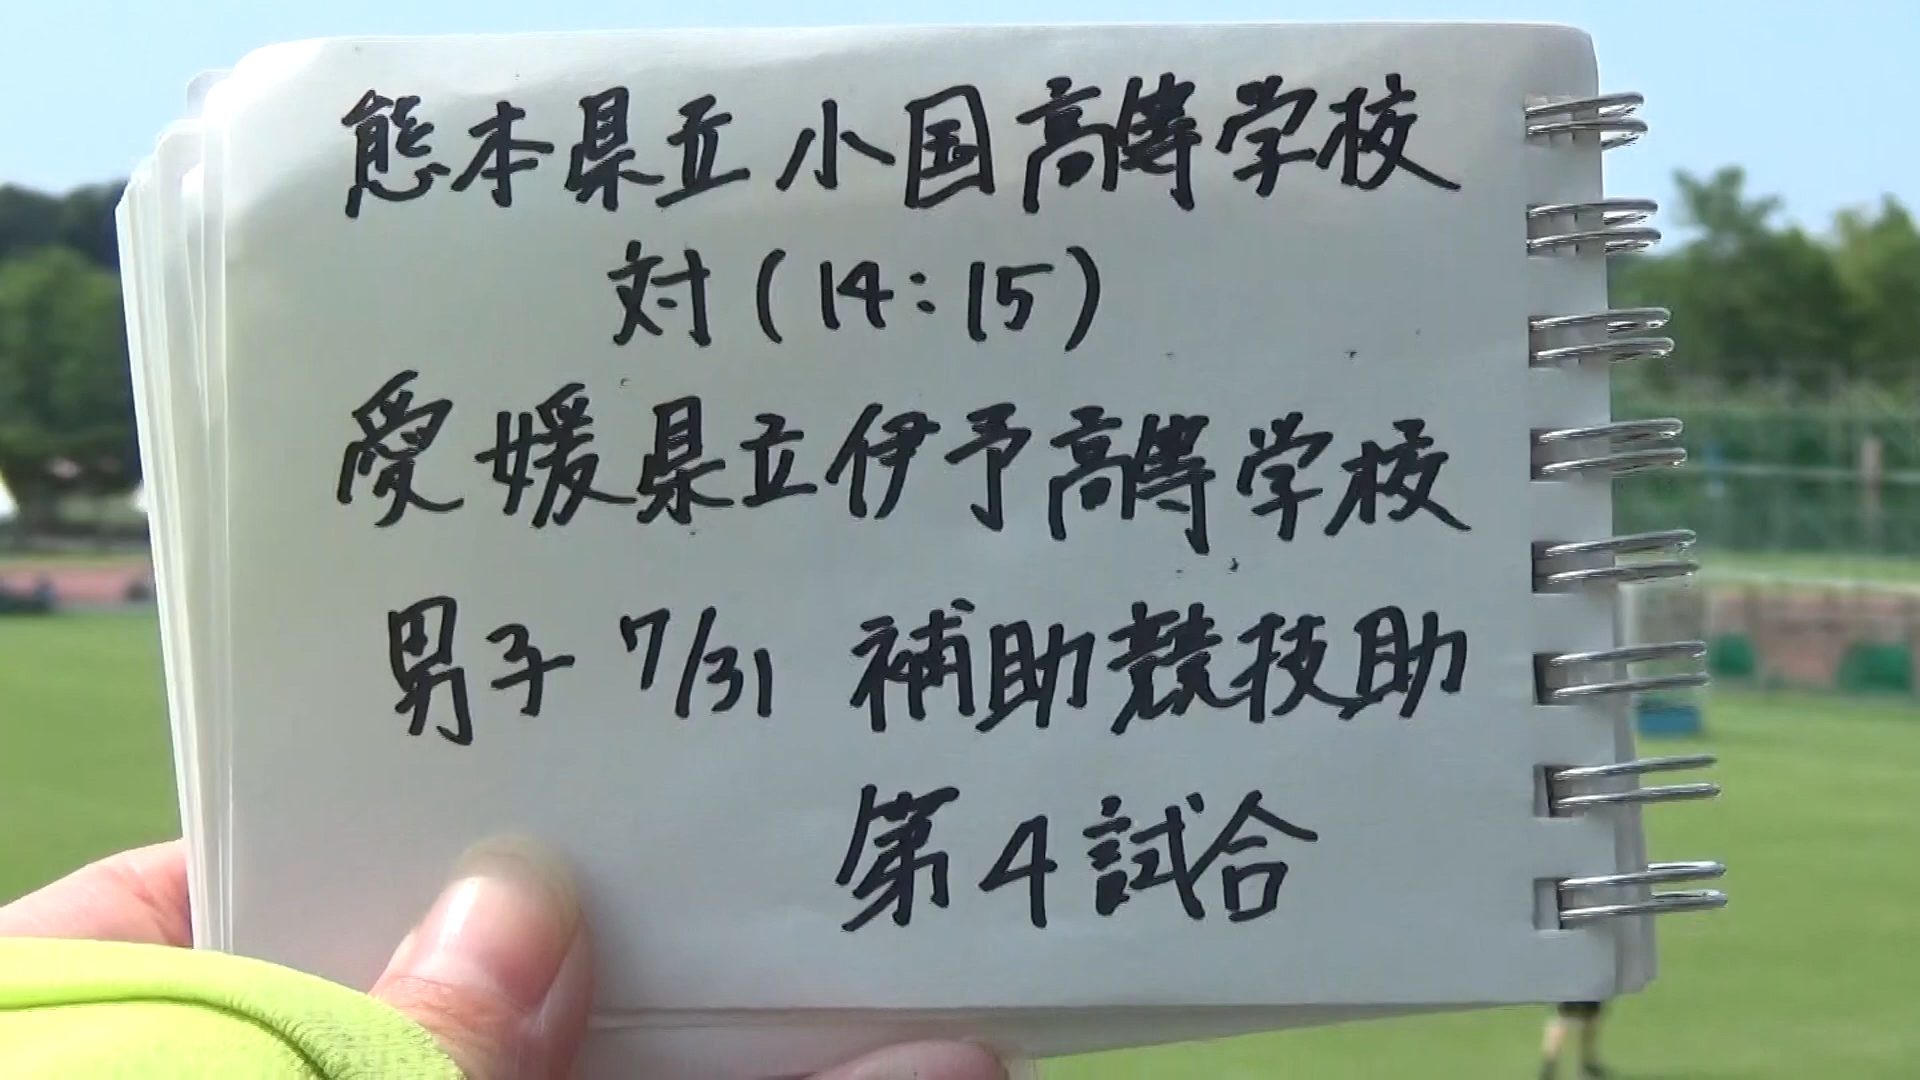 熊本県立小国高等学校
対(14:15)
愛媛県立伊予高等学校
男子 7/31 補助競技助
第4試合